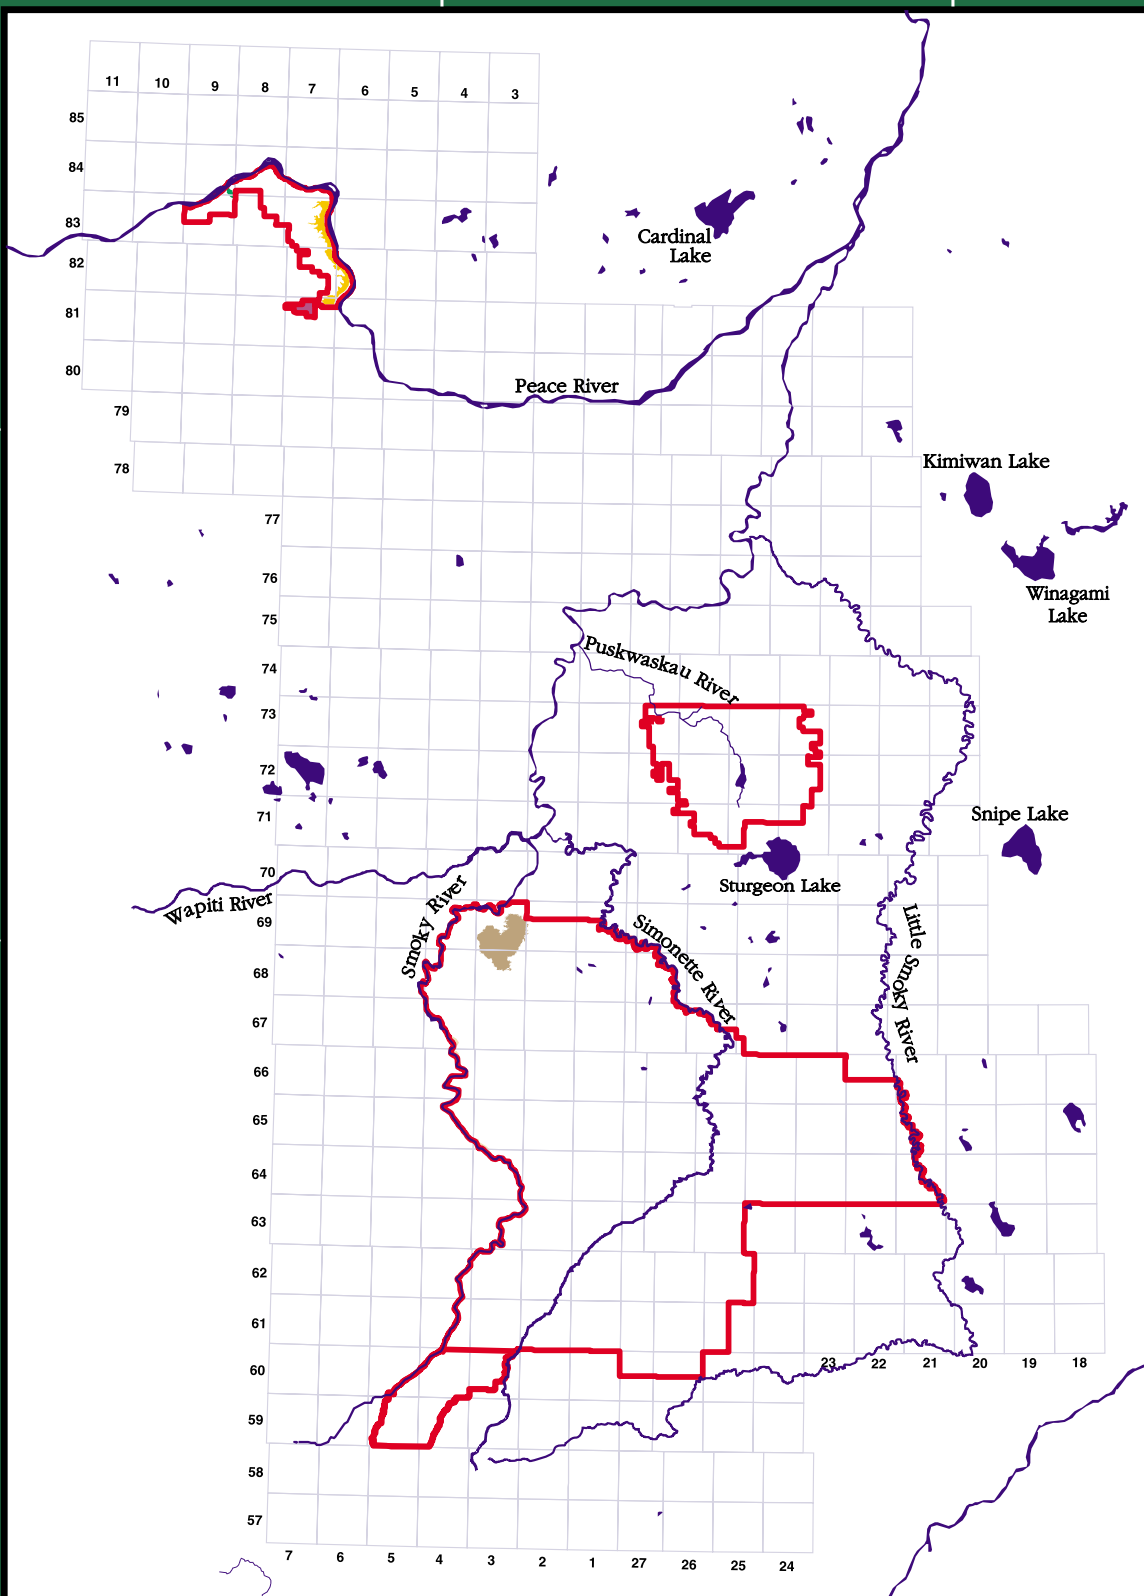 11 10 9 8 7 6 5 4 3
85
84
83
82
81
80
79
78
77
76
75
74
73
72
71
70
69
68
67
66
65
64
63
62
61
60
59
58
57
Cardinal
Lake
Peace River
Kimiwan Lake
Winagami
Lake
Puskwaskau River
Snipe Lake
Sturgeon Lake
Wapiti River
Smoky River
Simonette River
Little Smoky River
23 22 21 20 19 18
7 6 5 4 3 2 1 27 26 25 24